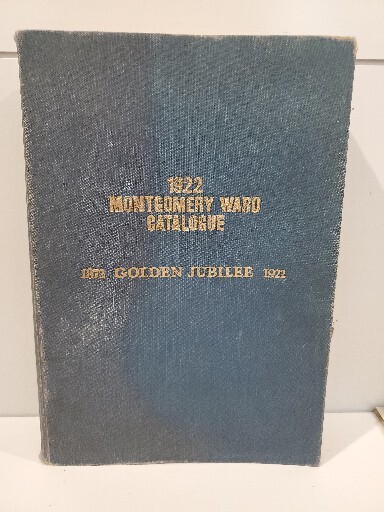 1922
MONTGOMERY WARD
CATALOGUE
1872 GOLDEN JUBILEE 1922